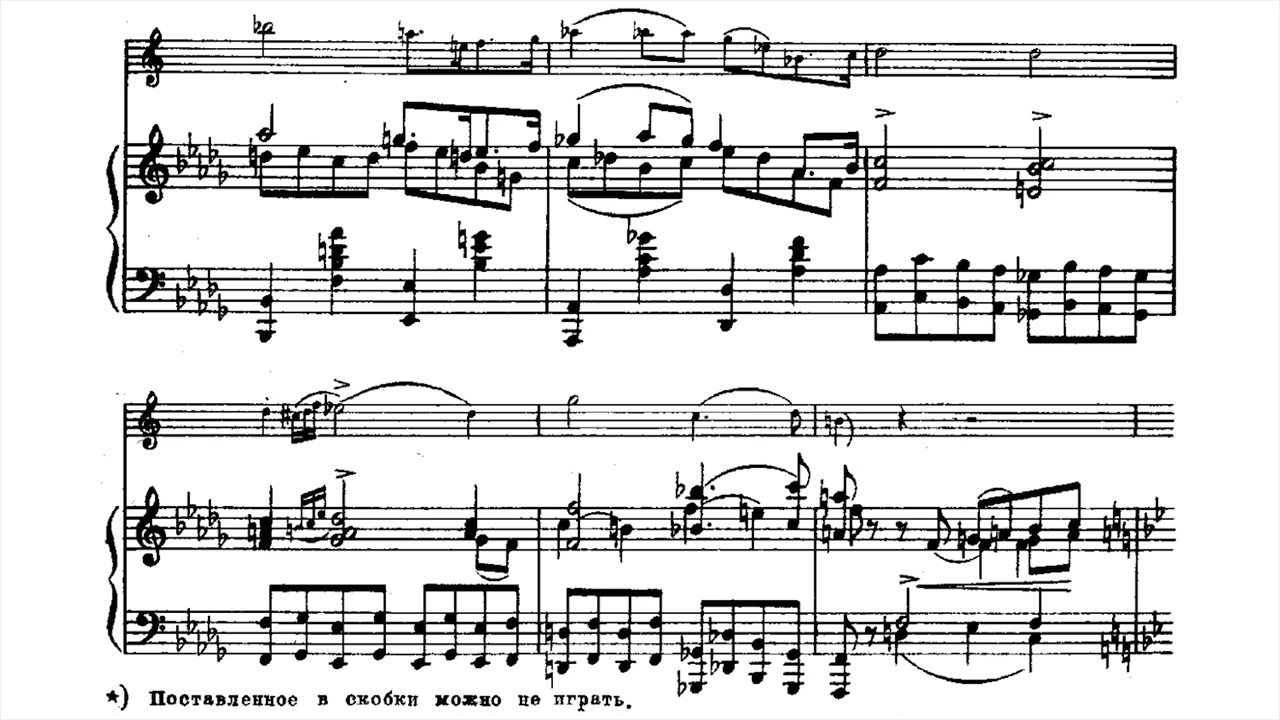 *) Поставленное в скобки можно не играть.